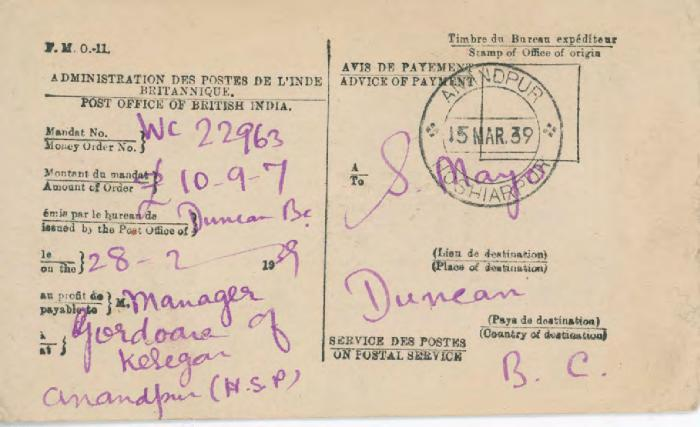 F. M. O.-11.
ADMINISTRATION DES POSTES DE L'INDE
BRITANNIQUE.
POST OFFICE OF BRITISH INDIA.
Mandat No.
Money Order No. } WC 22963
Montant du mandat
Amount of Order } £ 10-9-7
émis par le bureau de
issued by the Post Office of } Duncan Bc
le
on the } 28-2 1939
au profit de
payable to } M. Manager
à
at } Gordoara of
Kesegar
Anandpur (H.S.P)
Timbre du Bureau expéditeur
Stamp of Office of origin
AVIS DE PAYEMENT
ADVICE OF PAYMENT
ANANDPUR
15 MAR. 39
HOSHIARPUR
A
To
S. Mayo
(Lieu de destination)
(Place of destination)
Duncan
(Pays de destination)
(Country of destination)
SERVICE DES POSTES
ON POSTAL SERVICE
B. C.